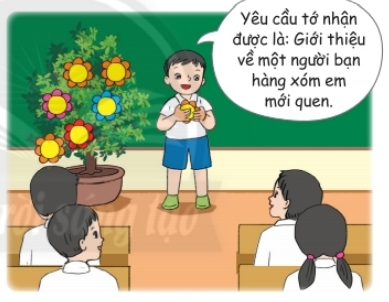 Yêu cầu tớ nhận
được là: Giới thiệu
về một người bạn
hàng xóm em
mới quen.